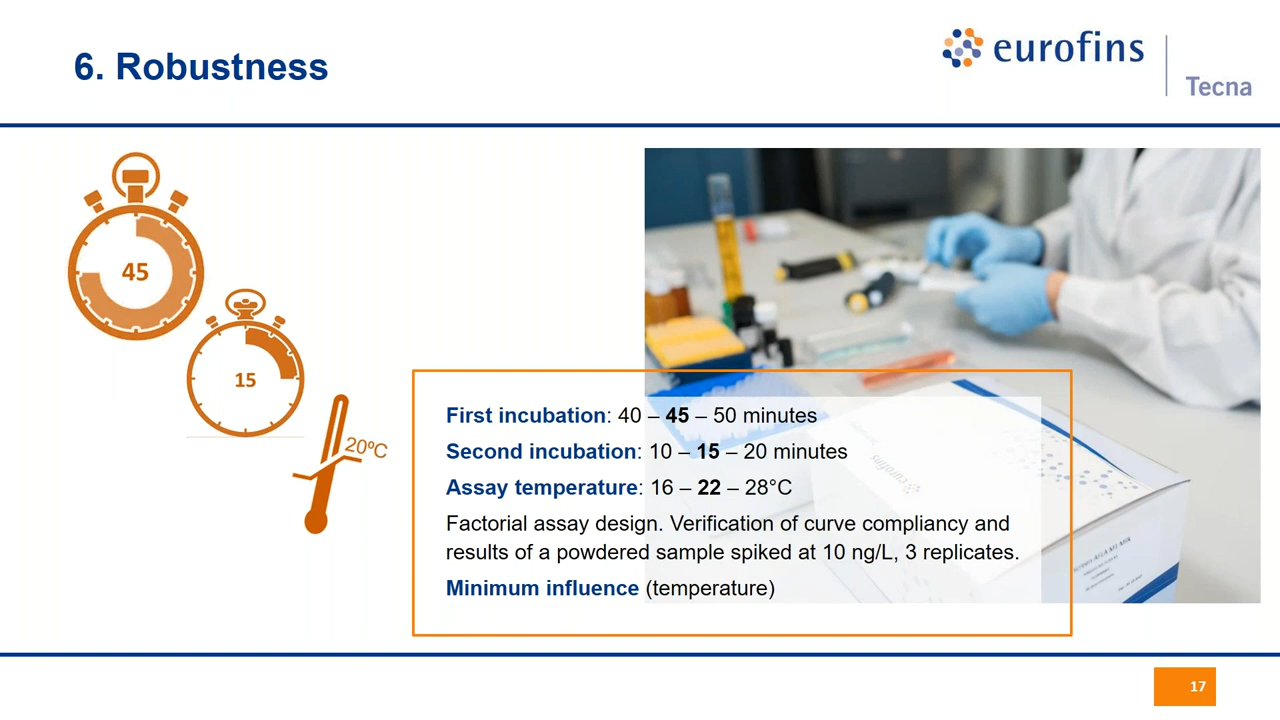 6. Robustness
eurofins
Tecna
45
15
20ºC
First incubation: 40 – 45 – 50 minutes
Second incubation: 10 – 15 – 20 minutes
Assay temperature: 16 – 22 – 28°C
Factorial assay design. Verification of curve compliancy and
results of a powdered sample spiked at 10 ng/L, 3 replicates.
Minimum influence (temperature)
eurofins
17